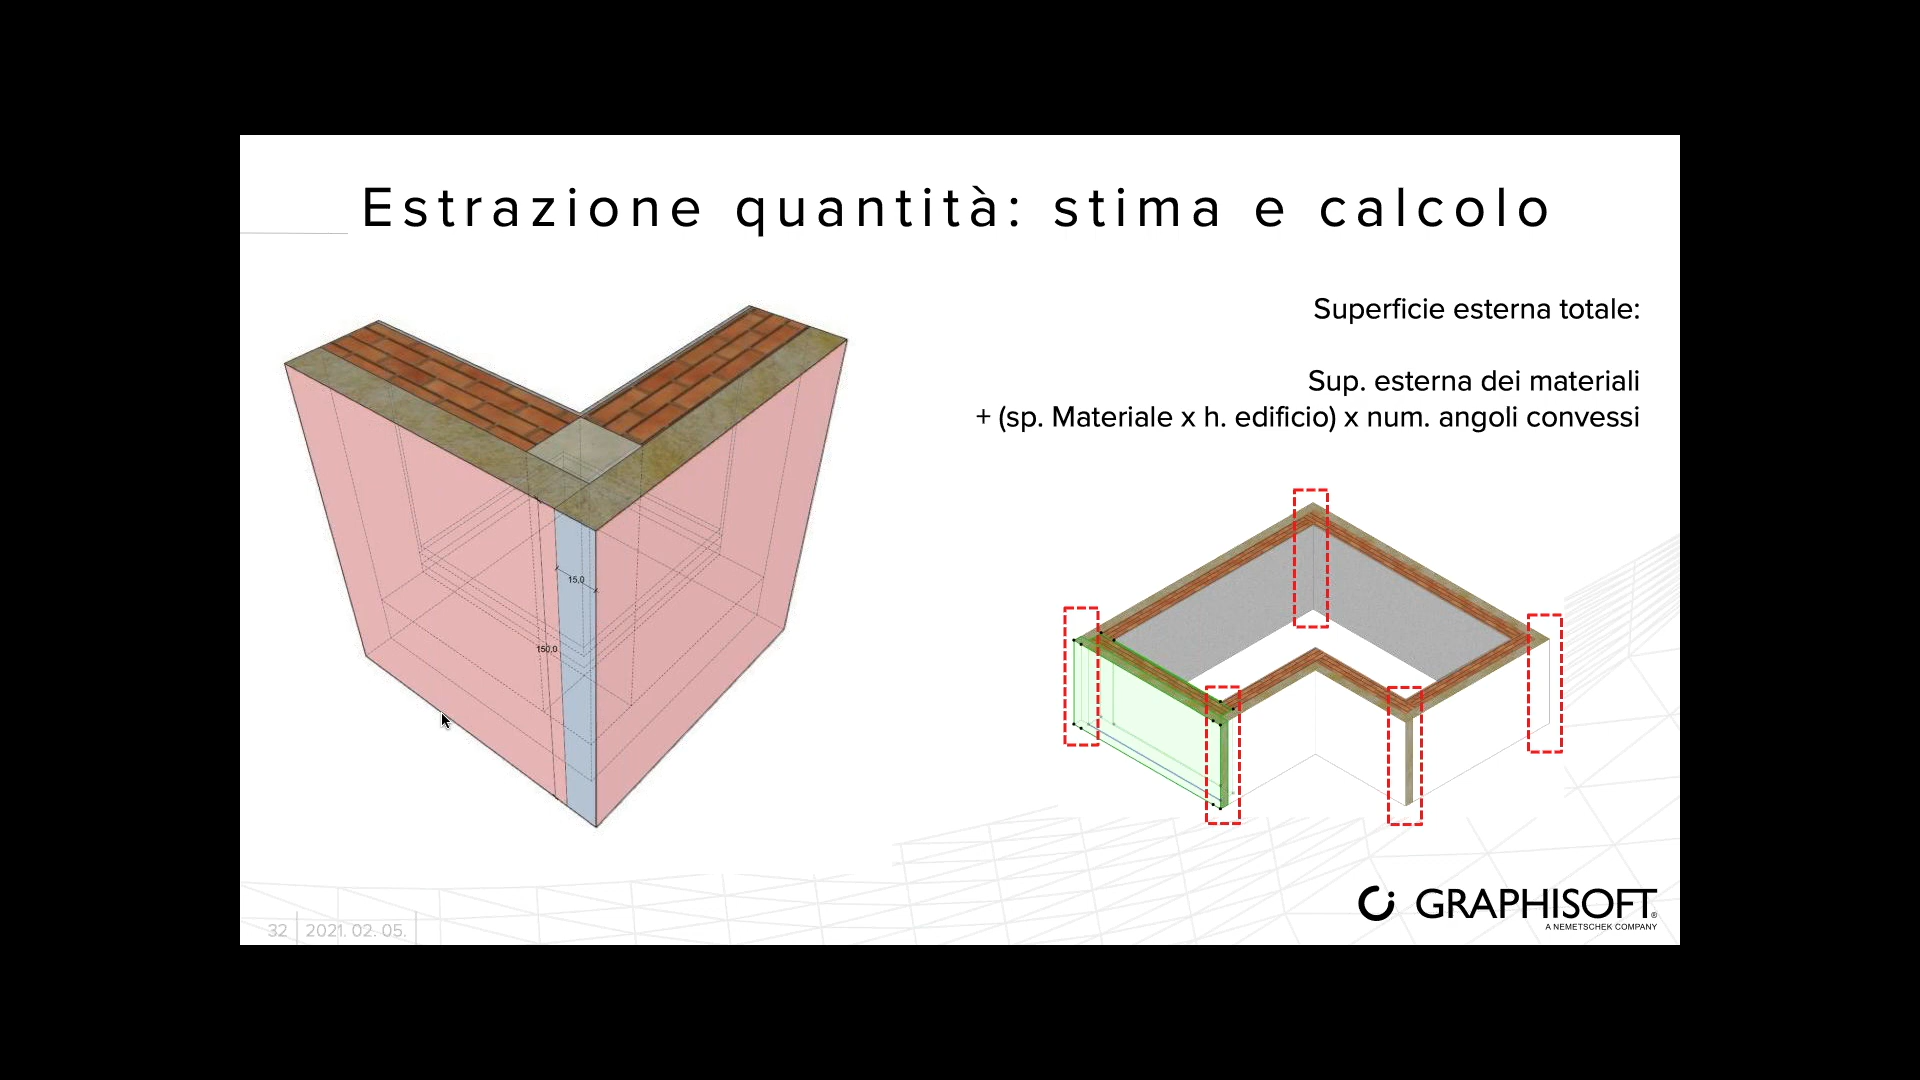 Estrazione quantità: stima e calcolo
Superficie esterna totale:
Sup. esterna dei materiali
+ (sp. Materiale x h. edificio) x num. angoli convessi
15,0
150,0
GRAPHISOFT®
A NEMETSCHEK COMPANY
32 2021. 02. 05.